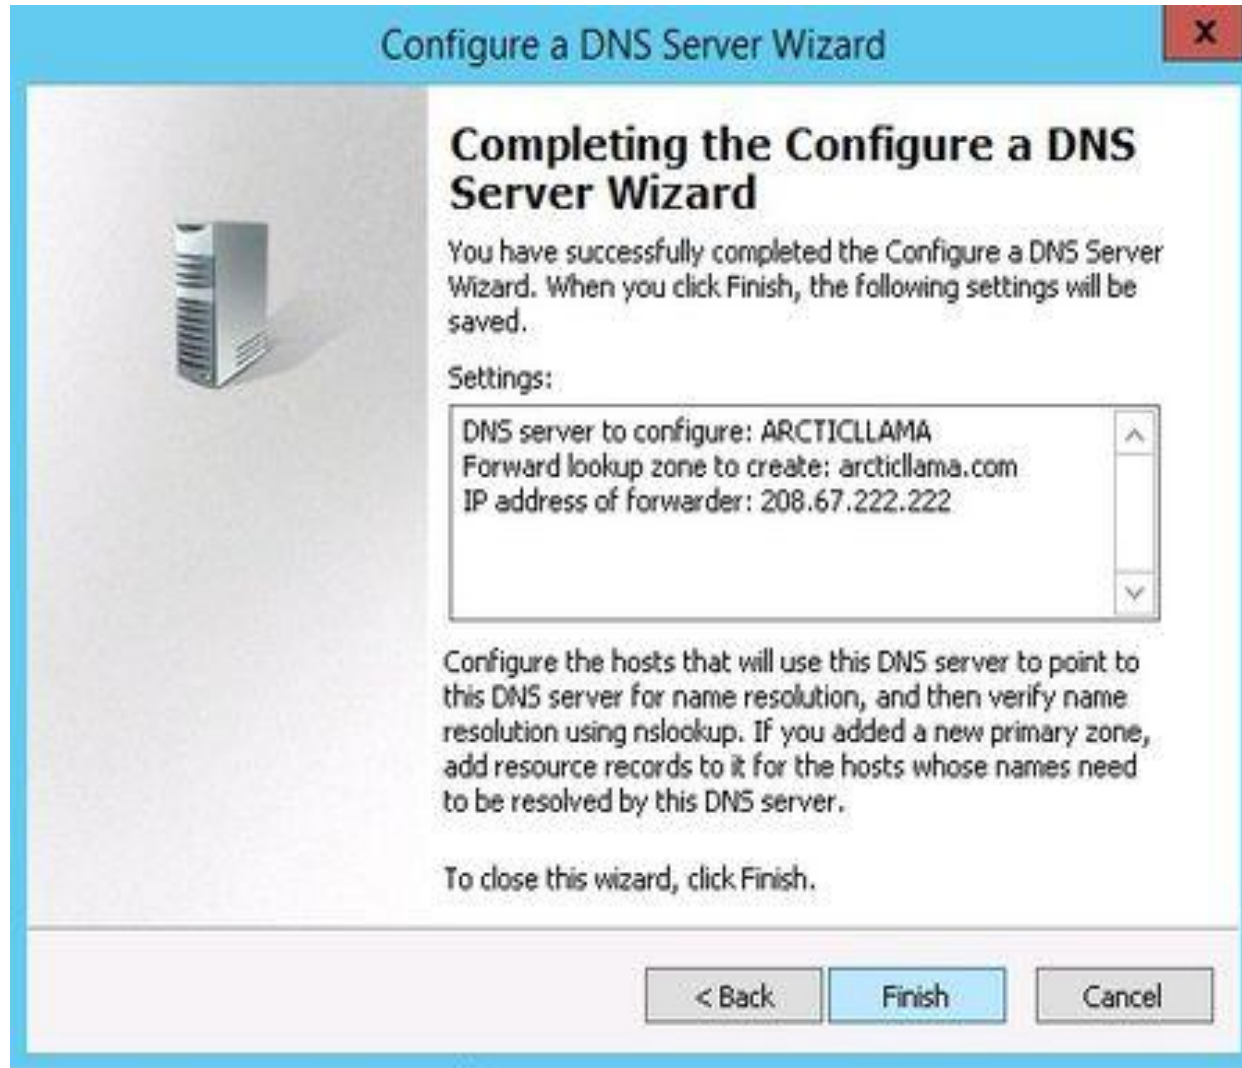 Configure a DNS Server Wizard
x
Completing the Configure a DNS
Server Wizard
You have successfully completed the Configure a DNS Server
Wizard. When you click Finish, the following settings will be
saved.
Settings:
DNS server to configure: ARCTICLLAMA
Forward lookup zone to create: arcticllama.com
IP address of forwarder: 208.67.222.222
Configure the hosts that will use this DNS server to point to
this DNS server for name resolution, and then verify name
resolution using nslookup. If you added a new primary zone,
add resource records to it for the hosts whose names need
to be resolved by this DNS server.
To close this wizard, click Finish.
< Back Finish Cancel